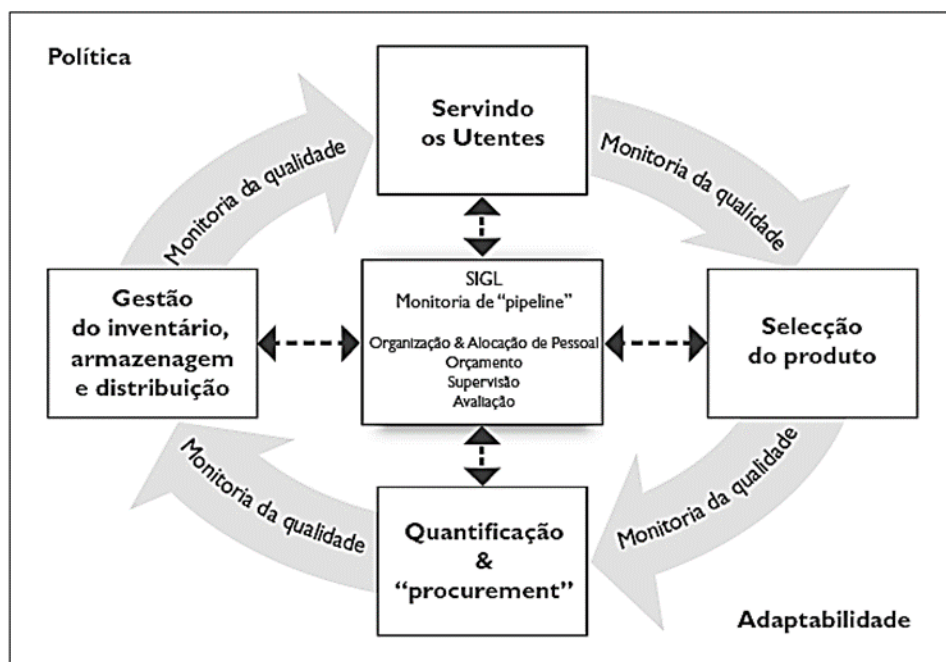 Política
Servindo
os Utentes
Monitoria da qualidade
Monitoria da qualidade
Gestão
do inventário,
armazenagem
e distribuição
SIGL
Monitoria de “pipeline”
Organização & Alocação de Pessoal
Orçamento
Supervisão
Avaliação
Selecção
do produto
Monitoria da qualidade
Monitoria da qualidade
Quantificação
&
“procurement”
Adaptabilidade